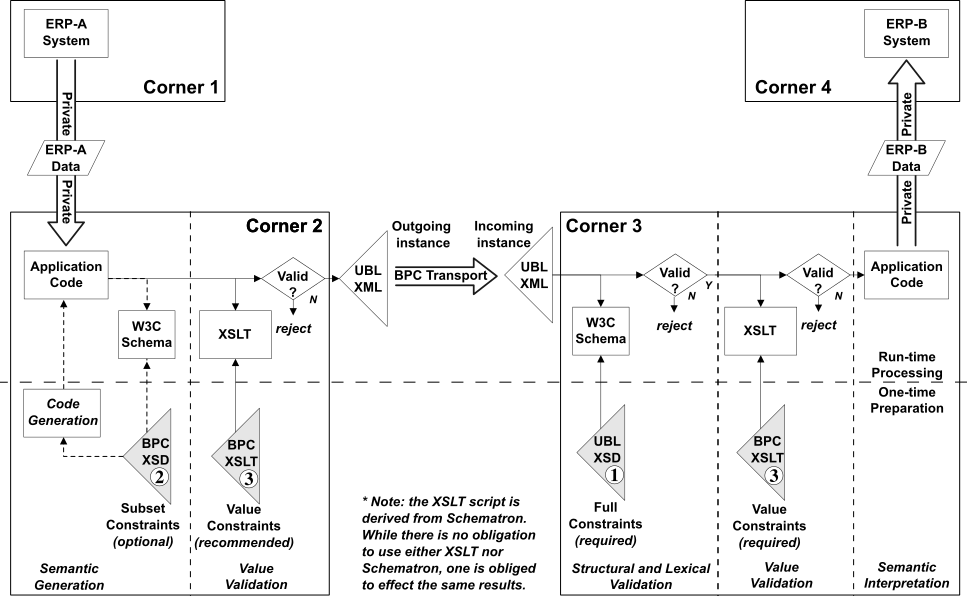 ERP-A
System
Corner 1
Private
ERP-A
Data
Private
ERP-B
System
Corner 4
Private
ERP-B
Data
Private
Corner 2
Application
Code
W3C
Schema
XSLT
Valid
?
N
reject
UBL
XML
Outgoing
instance
BPC Transport
Incoming
instance
UBL
XML
Corner 3
W3C
Schema
Valid
?
N
Y
reject
XSLT
Valid
?
N
reject
Application
Code
Run-time
Processing
One-time
Preparation
Code
Generation
BPC
XSD
2
Subset
Constraints
(optional)
BPC
XSLT
3
Value
Constraints
(recommended)
* Note: the XSLT script is
derived from Schematron.
While there is no obligation
to use either XSLT nor
Schematron, one is obliged
to effect the same results.
UBL
XSD
1
Full
Constraints
(required)
BPC
XSLT
3
Value
Constraints
(required)
Semantic
Generation
Value
Validation
Structural and Lexical
Validation
Value
Validation
Semantic
Interpretation